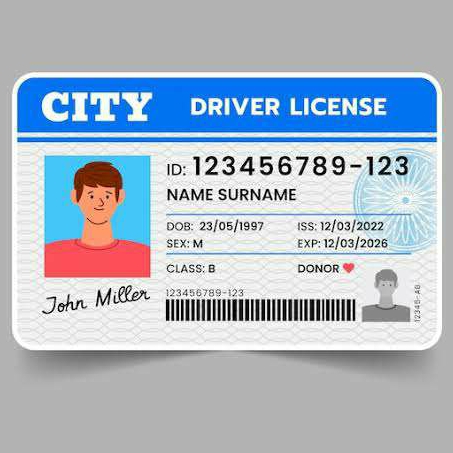 CITY DRIVER LICENSE
ID: 123456789-123
NAME SURNAME
DOB: 23/05/1997 ISS: 12/03/2022
SEX: M EXP: 12/03/2026
CLASS: B DONOR
John Miller
123456789-123
12345-AB